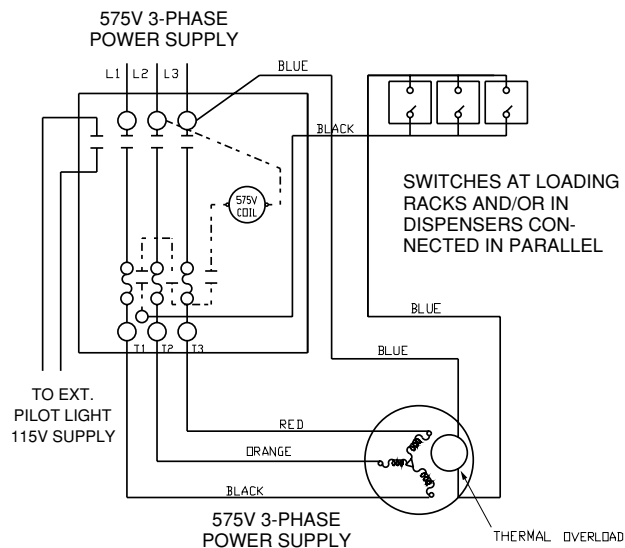 575V 3-PHASE
POWER SUPPLY
L1 L2 L3
BLUE
BLACK
575V
COIL
SWITCHES AT LOADING
RACKS AND/OR IN
DISPENSERS CON-
NECTED IN PARALLEL
T1 T2 T3
BLUE
BLUE
TO EXT.
PILOT LIGHT
115V SUPPLY
RED
ORANGE
BLACK
575V 3-PHASE
POWER SUPPLY
THERMAL OVERLOAD